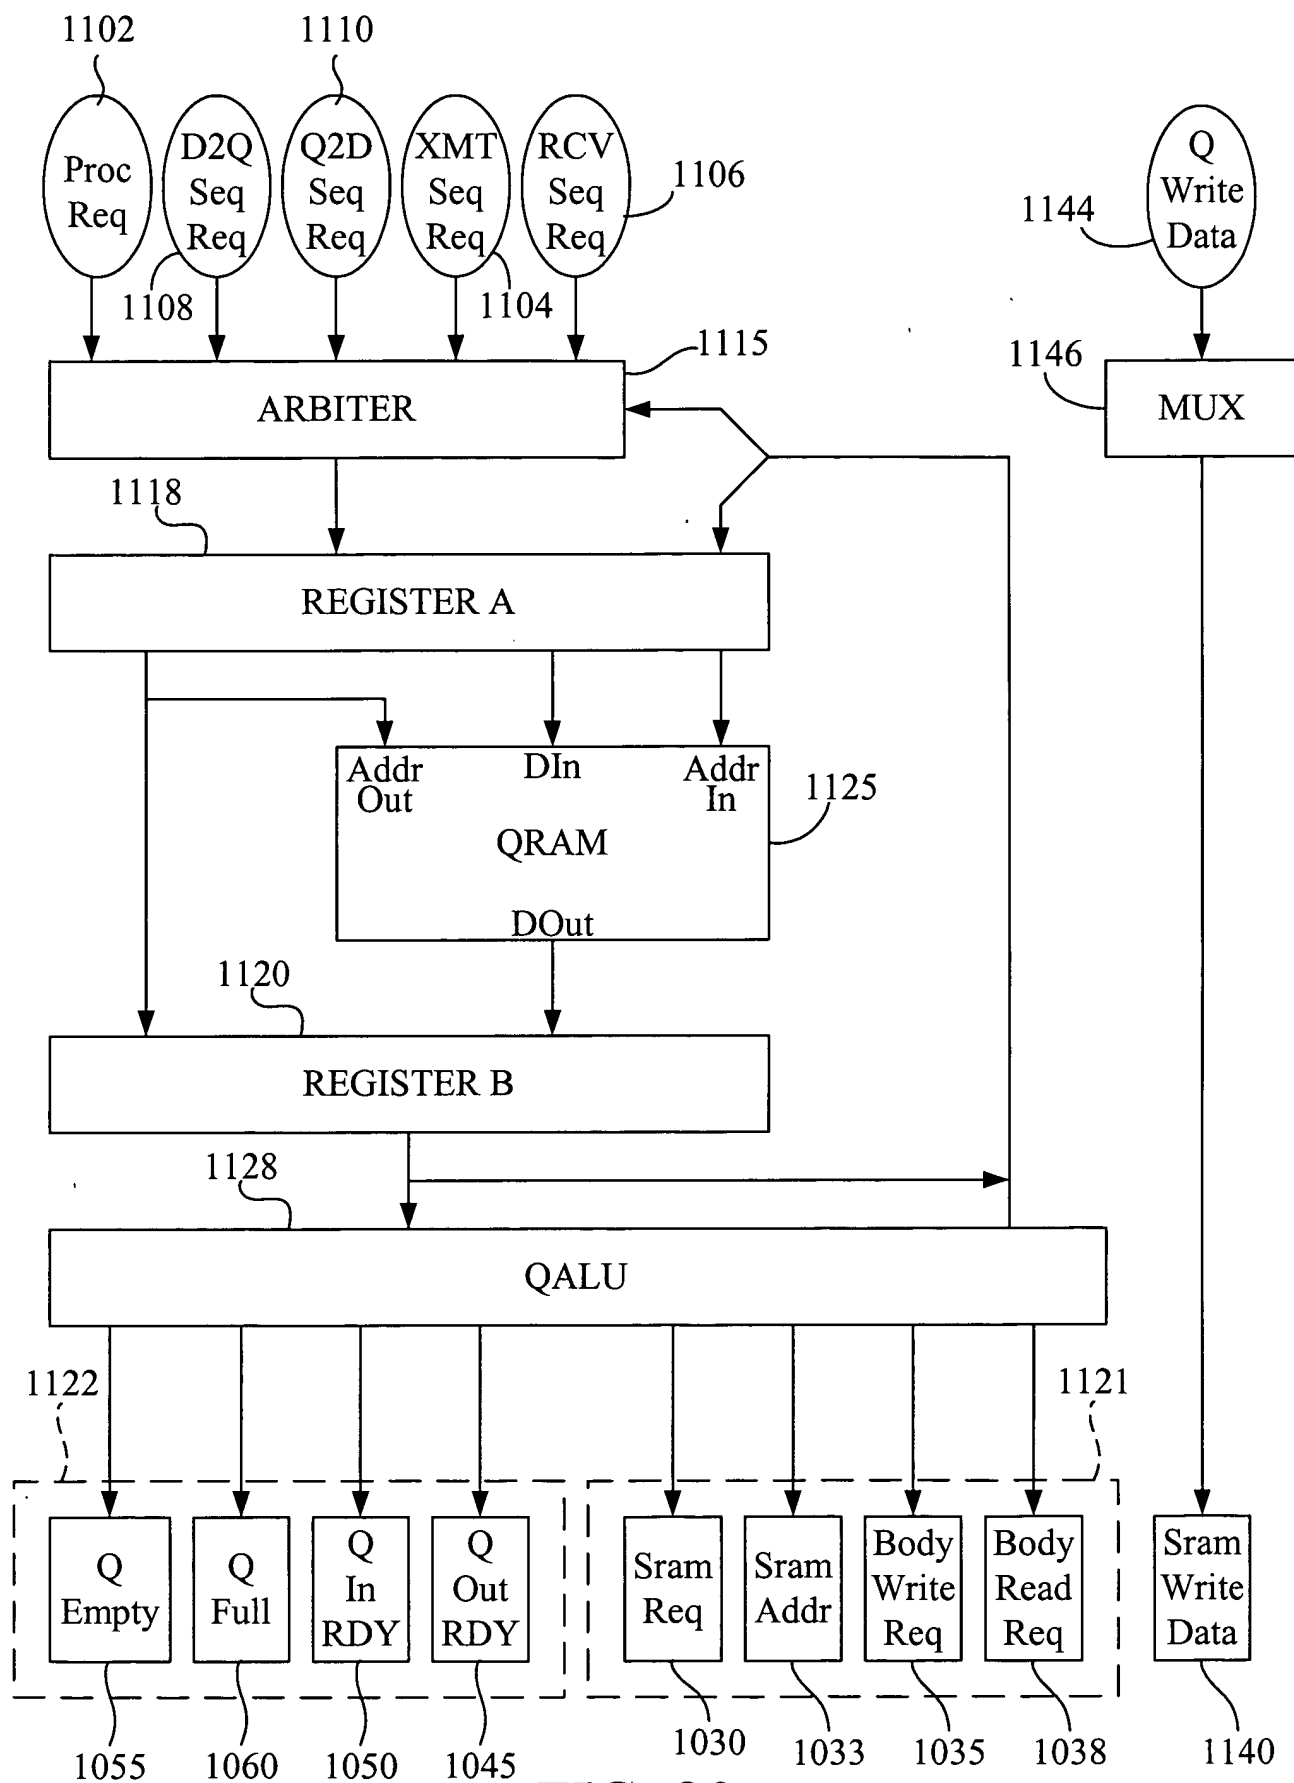 1102
1110
Proc
Req
D2Q
Seq
Req
Q2D
Seq
Req
XMT
Seq
Req
RCV
Seq
Req
1106
1108
1104
1144
Q
Write
Data
1115
1146
ARBITER
MUX
1118
REGISTER A
Addr
Out
DIn
Addr
In
1125
QRAM
DOut
1120
REGISTER B
1128
QALU
1122
1121
Q
Empty
Q
Full
Q
In
RDY
Q
Out
RDY
Sram
Req
Sram
Addr
Body
Write
Req
Body
Read
Req
Sram
Write
Data
1055
1060
1050
1045
1030
1033
1035
1038
1140